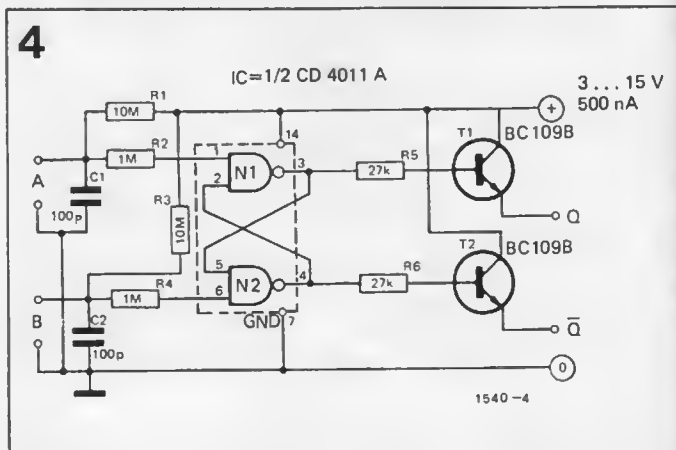 4
IC=1/2 CD 4011 A
3 ... 15 V
500 nA
R1
10M
R2
1M
A
C1
100p
R3
10M
14
1
N1
2
3
27k
R5
T1
BC109B
Q
5
N2
6
4
27k
R6
T2
BC109B
Q̅
B
R4
1M
C2
100p
GND
7
+
0
1540-4